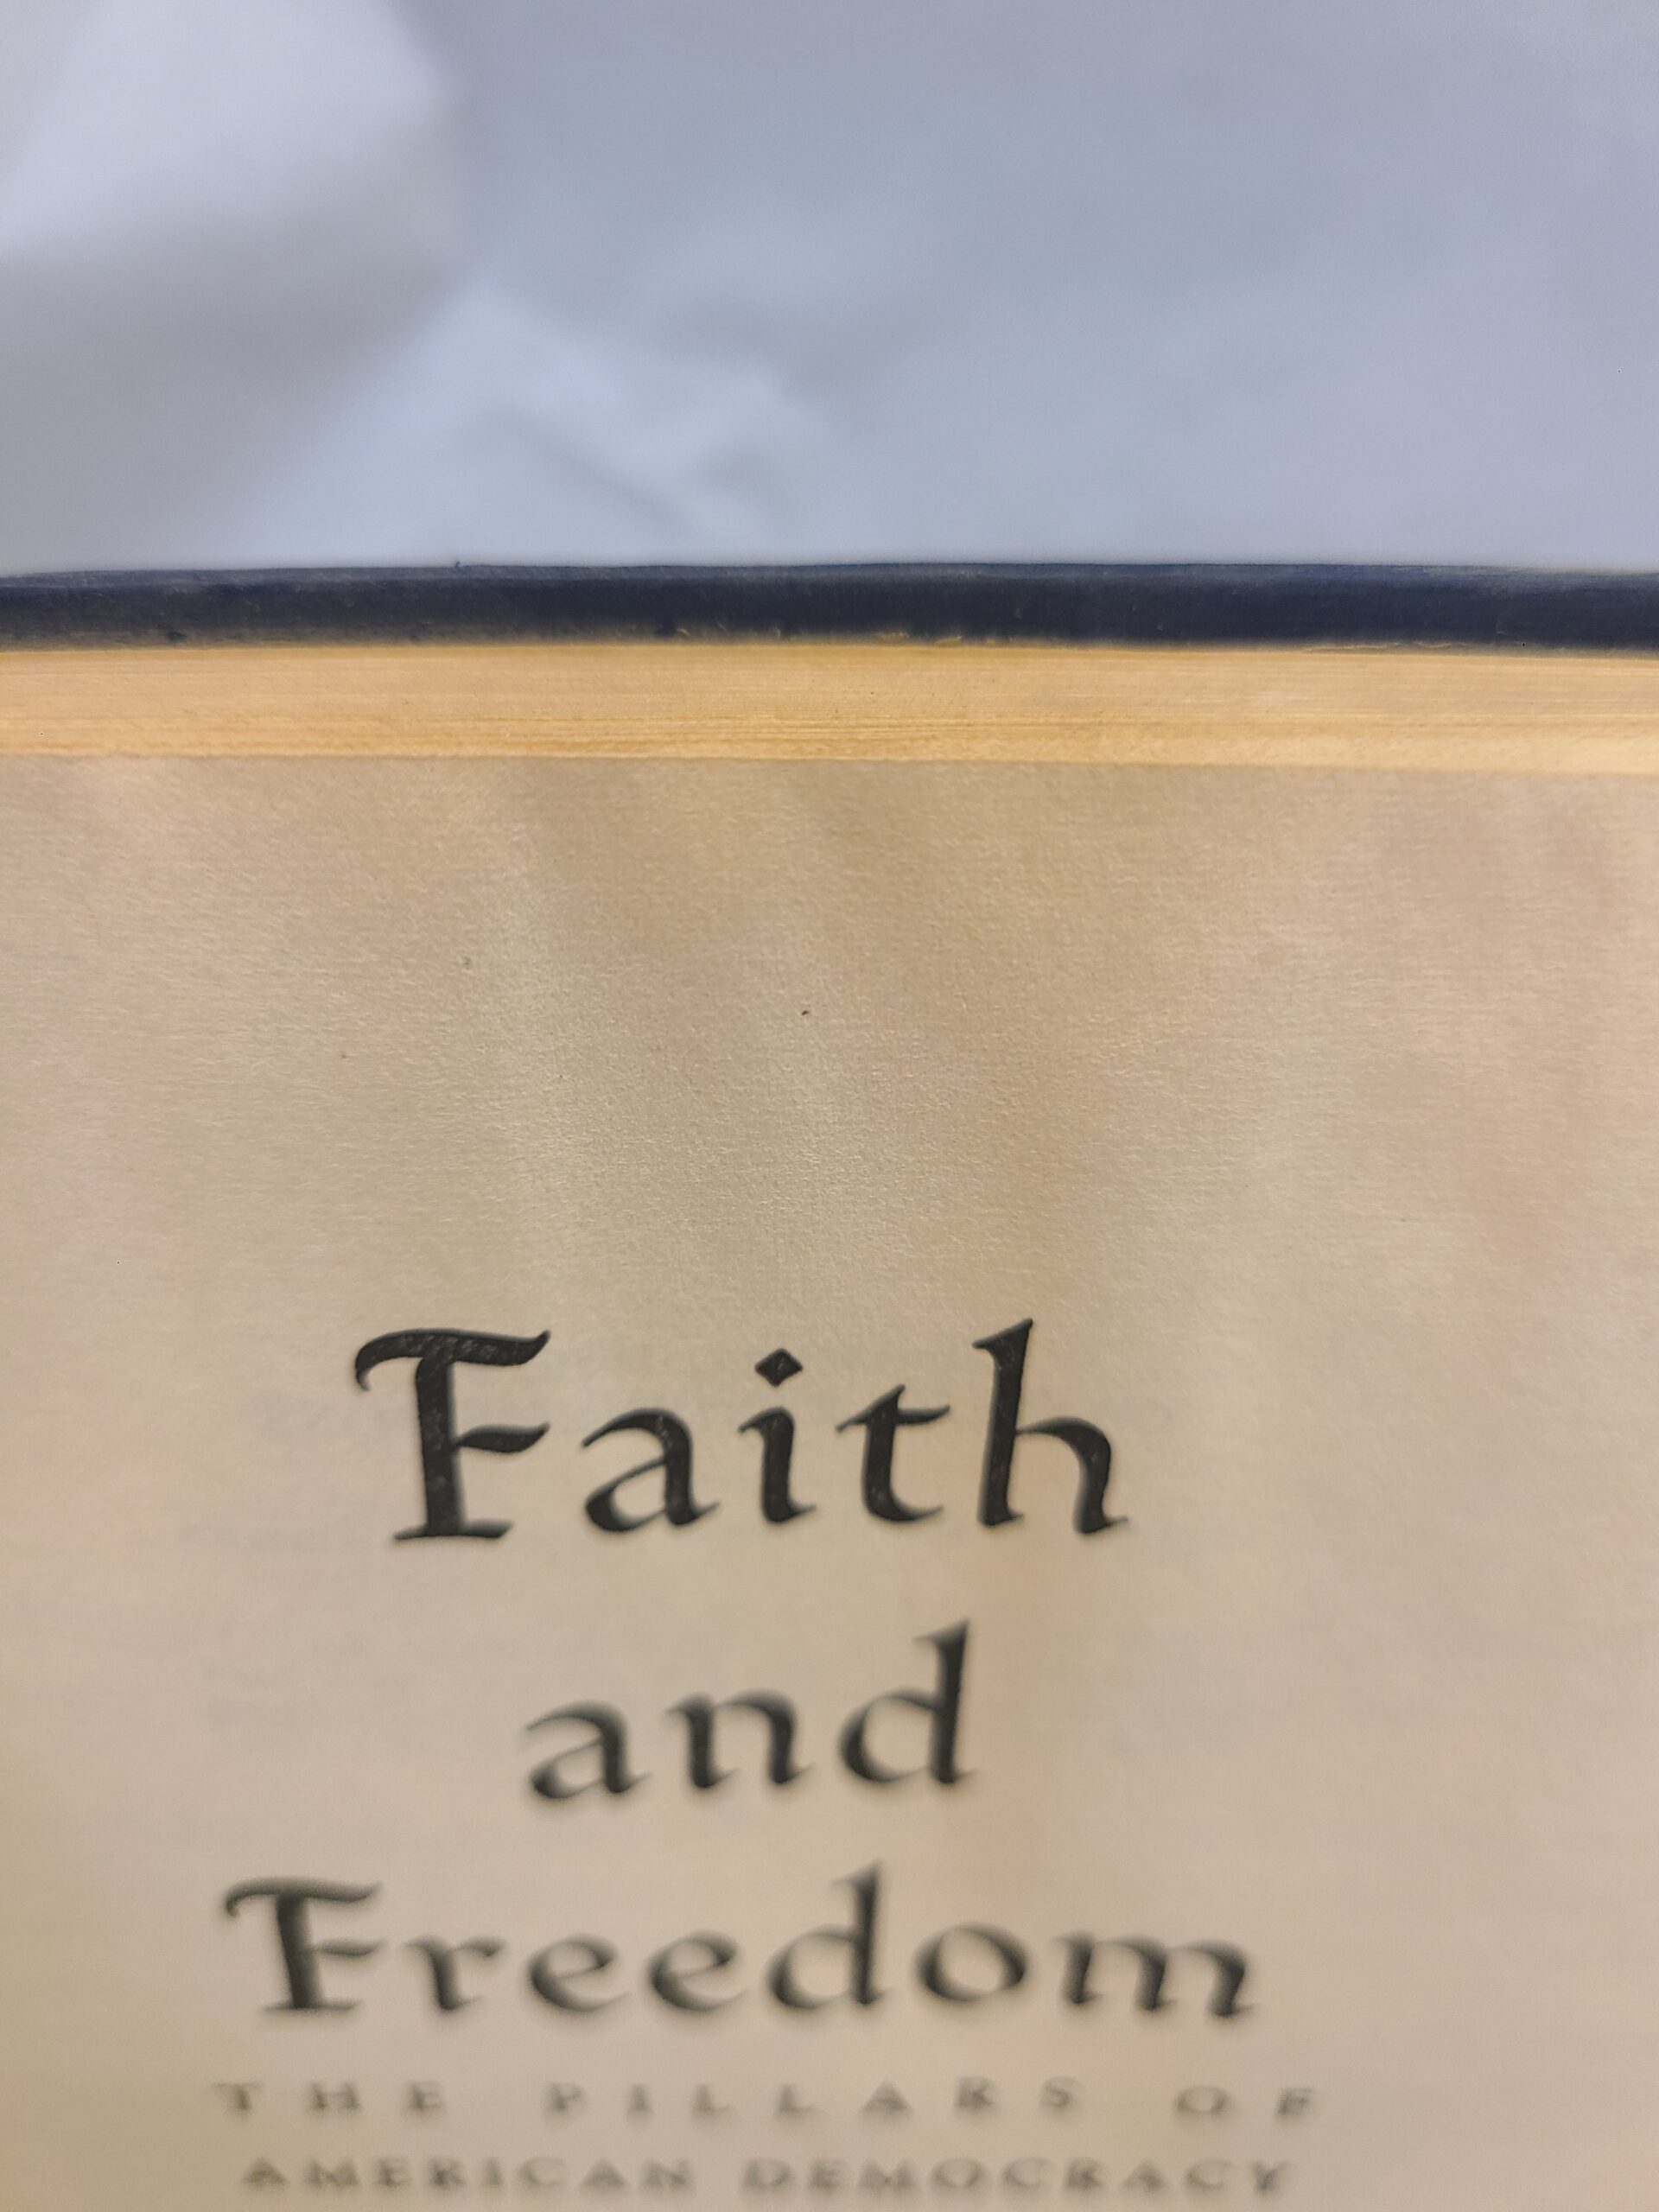 Faith
and
Freedom
THE PILLARS OF
AMERICAN DEMOCRACY